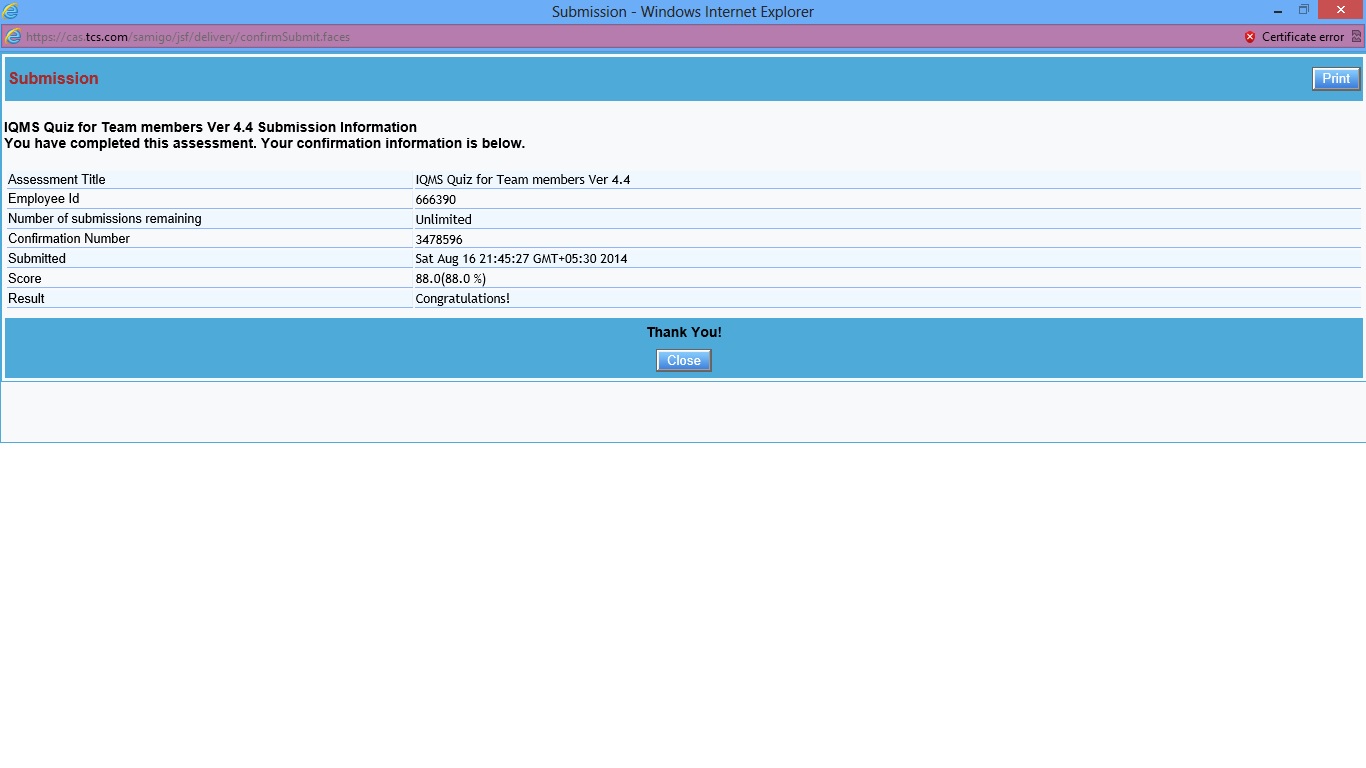 Submission - Windows Internet Explorer
https://cas.tcs.com/samigo/jsf/delivery/confirmSubmit.faces Certificate error
Submission Print
IQMS Quiz for Team members Ver 4.4 Submission Information
You have completed this assessment. Your confirmation information is below.
Assessment Title IQMS Quiz for Team members Ver 4.4
Employee Id 666390
Number of submissions remaining Unlimited
Confirmation Number 3478596
Submitted Sat Aug 16 21:45:27 GMT+05:30 2014
Score 88.0(88.0 %)
Result Congratulations!
Thank You!
Close